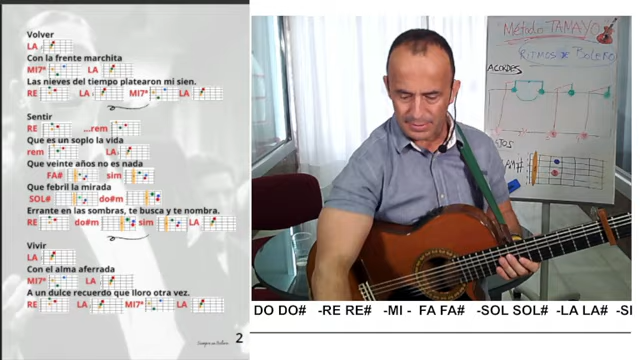 Volver
LA
Con la frente marchita
MI7ª LA
Las nieves del tiempo platearon mi sien.
RE LA MI7ª LA
Sentir
RE ...rem
Que es un soplo la vida
rem LA
Que veinte años no es nada
FA# sim
Que febril la mirada
SOL# do#m
Errante en las sombras, te busca y te nombra.
RE do#m sim LA
Vivir
LA
Con el alma aferrada
MI7ª LA
A un dulce recuerdo que lloro otra vez.
RE LA MI7ª LA
2
Método TAMAYO
RITMOS DE BOLERO
ACORDES
DO DO# -RE RE# -MI - FA FA# -SOL SOL# -LA LA# -SI